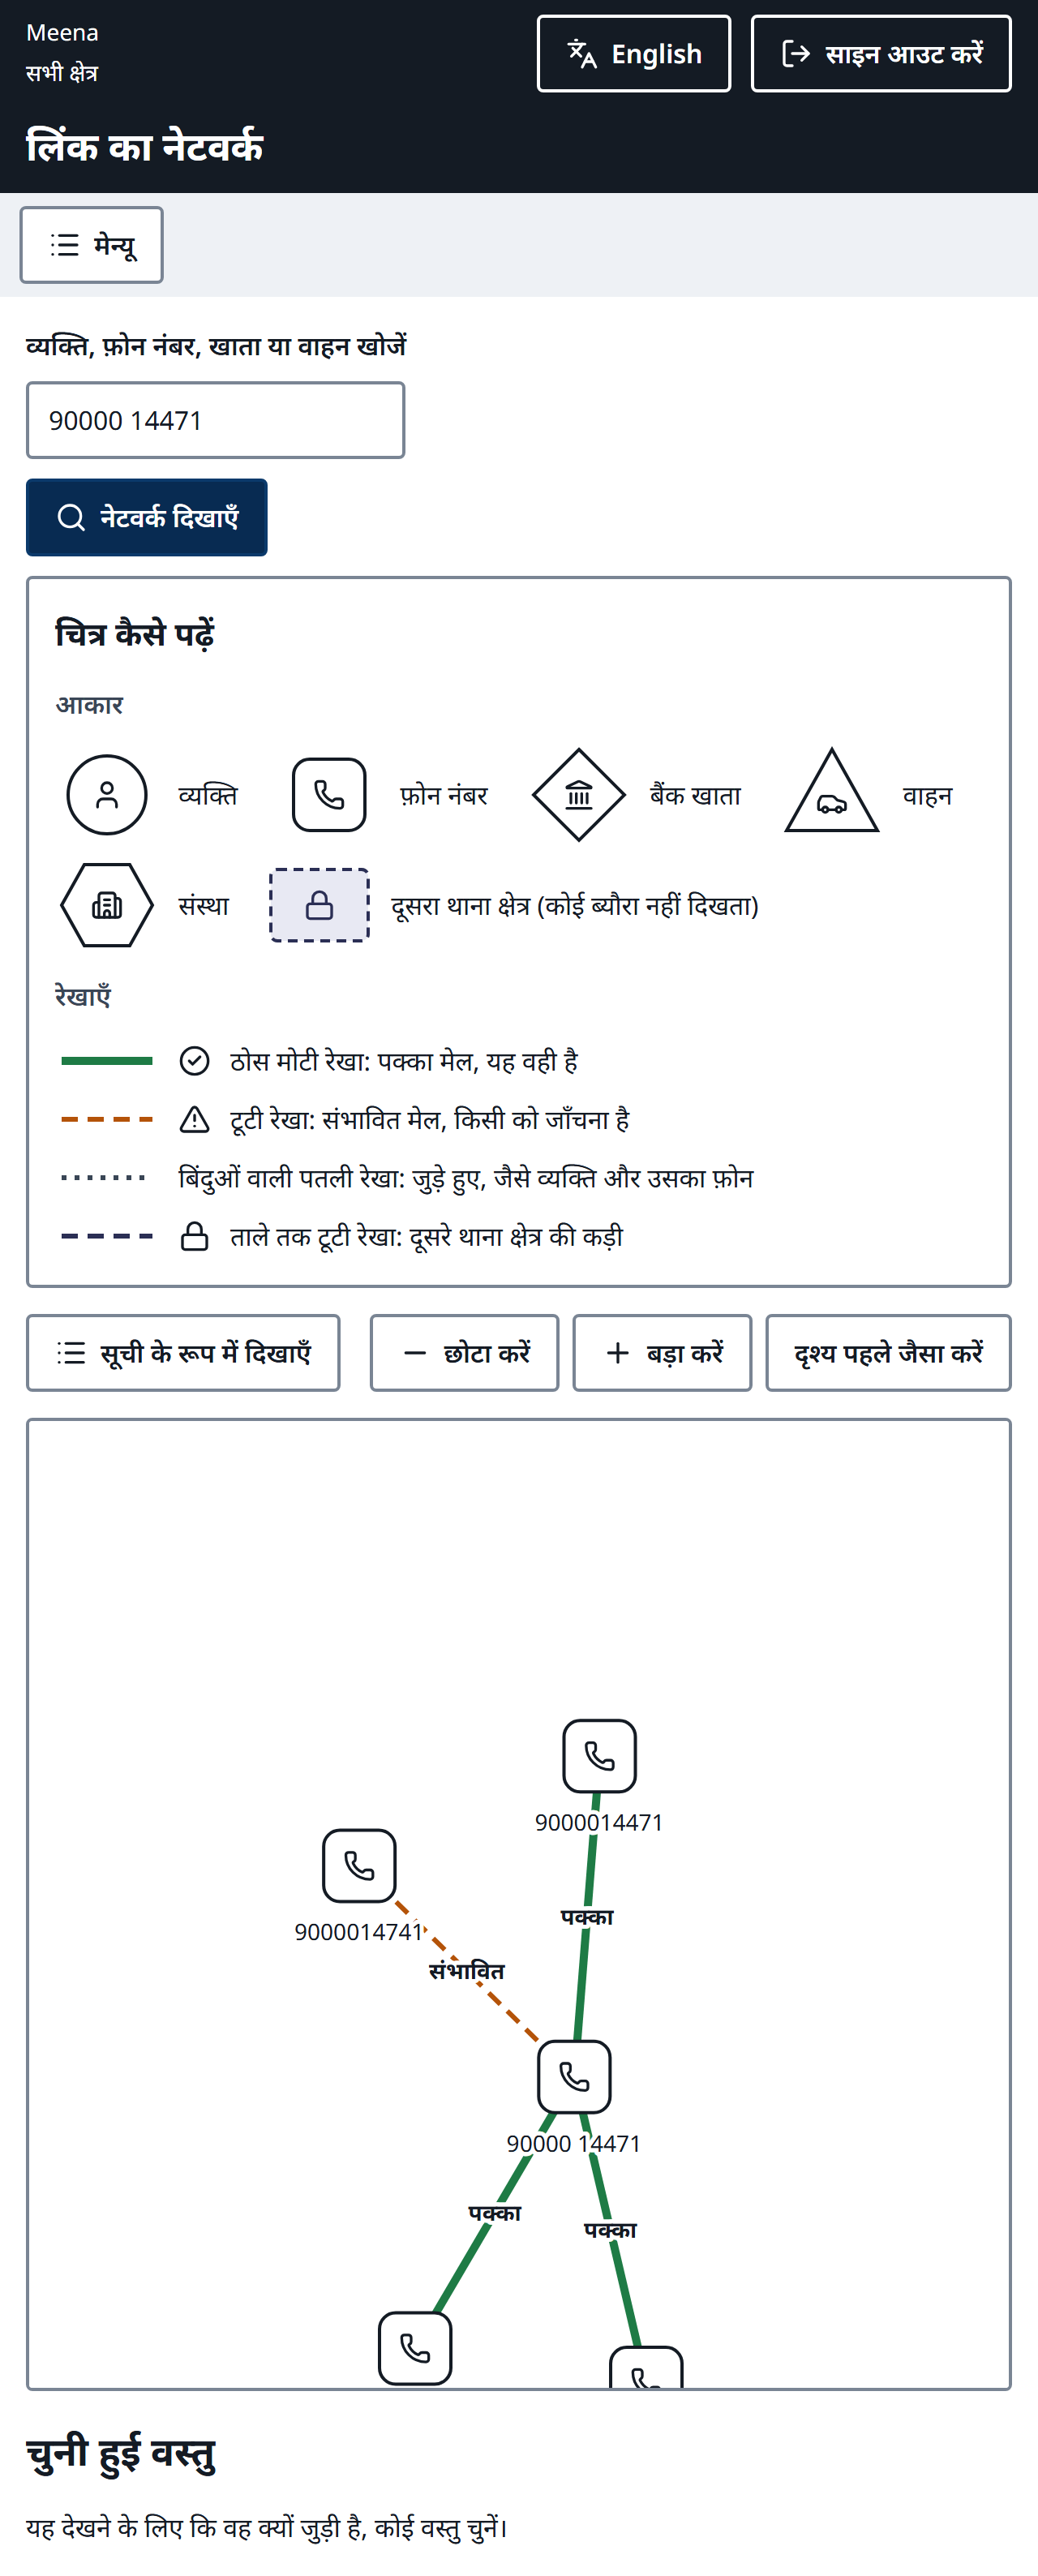 Meena
सभी क्षेत्र
English
साइन आउट करें
लिंक का नेटवर्क
मेन्यू
व्यक्ति, फ़ोन नंबर, खाता या वाहन खोजें
90000 14471
नेटवर्क दिखाएँ
चित्र कैसे पढ़ें
आकार
व्यक्ति
फ़ोन नंबर
बैंक खाता
वाहन
संस्था
दूसरा थाना क्षेत्र (कोई ब्यौरा नहीं दिखता)
रेखाएँ
ठोस मोटी रेखा: पक्का मेल, यह वही है
टूटी रेखा: संभावित मेल, किसी को जाँचना है
बिंदुओं वाली पतली रेखा: जुड़े हुए, जैसे व्यक्ति और उसका फ़ोन
ताले तक टूटी रेखा: दूसरे थाना क्षेत्र की कड़ी
सूची के रूप में दिखाएँ
छोटा करें
बड़ा करें
दृश्य पहले जैसा करें
9000014471
पक्का
9000014741
संभावित
90000 14471
पक्का
पक्का
चुनी हुई वस्तु
यह देखने के लिए कि वह क्यों जुड़ी है, कोई वस्तु चुनें।